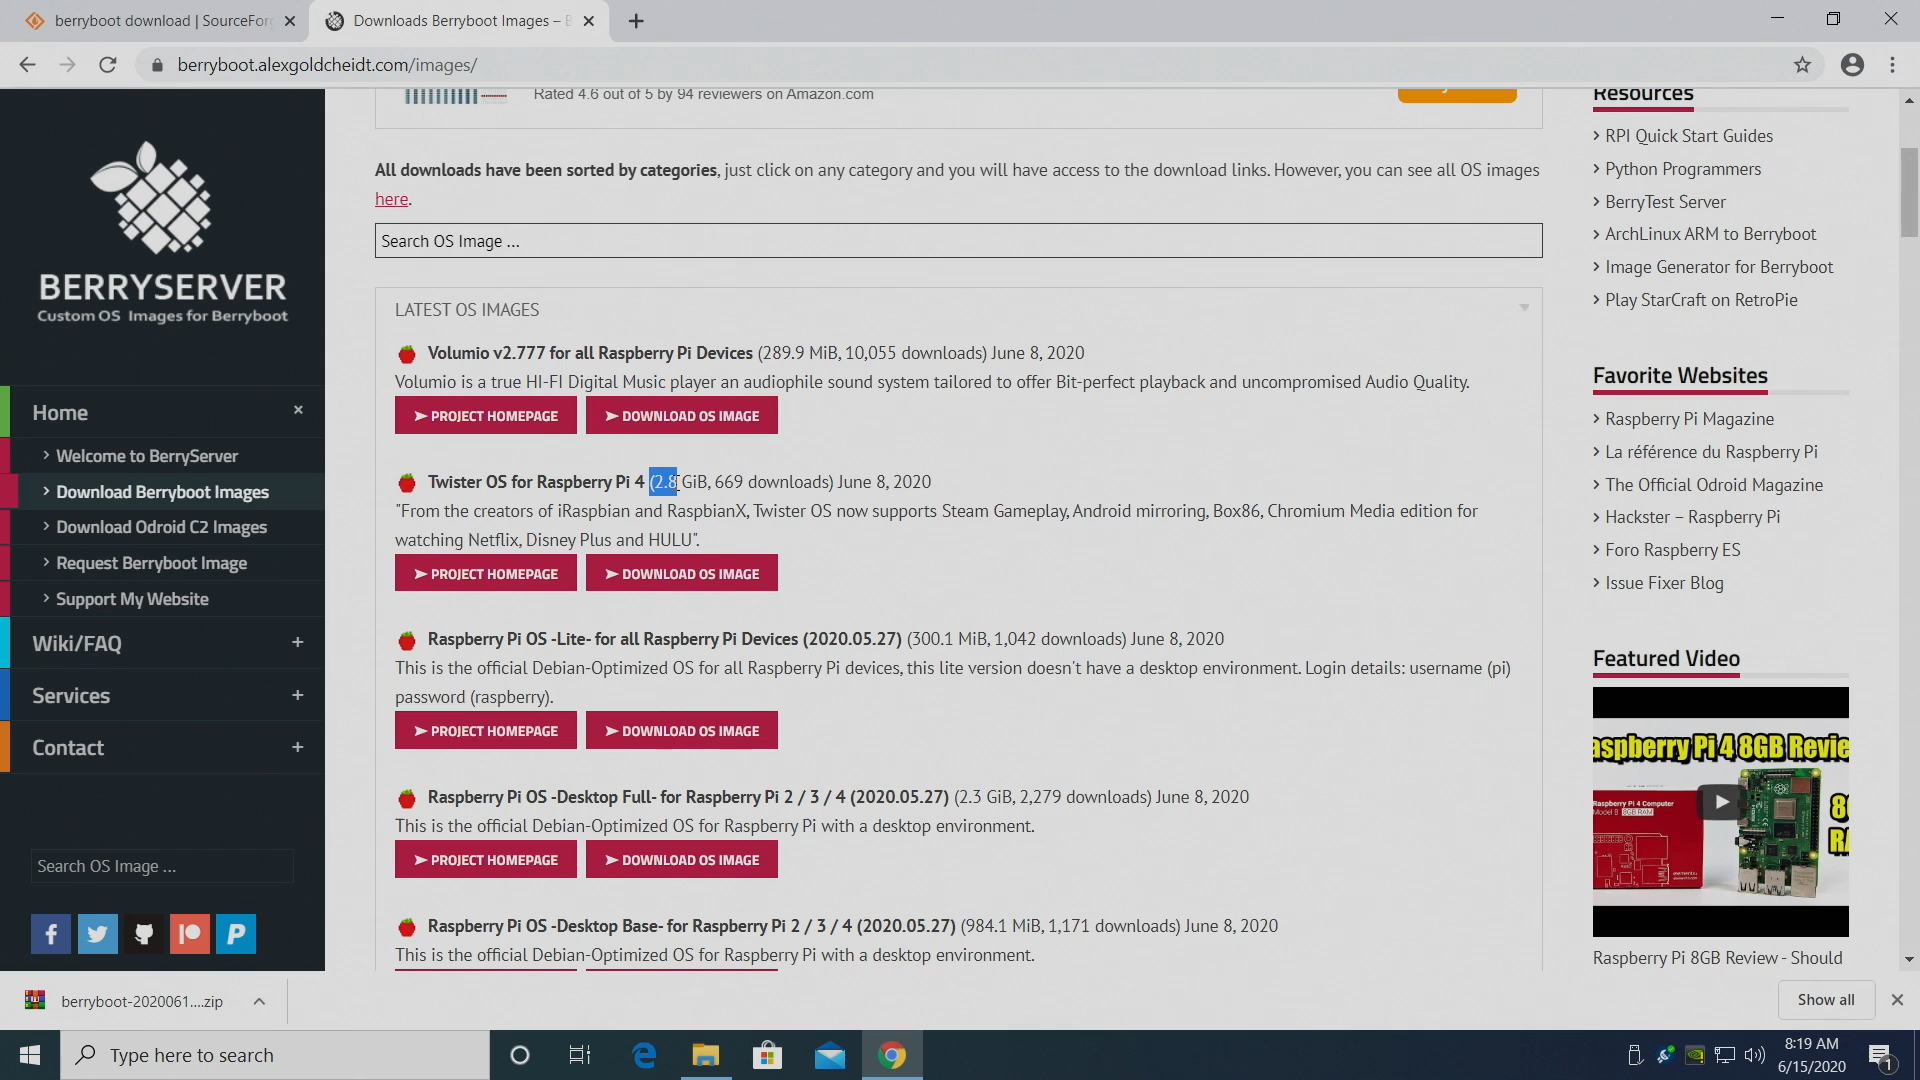 berryboot download | SourceFor
Downloads Berryboot Images – B
berryboot.alexgoldcheidt.com/images/
BERRYSERVER
Custom OS Images for Berryboot
Home
Welcome to BerryServer
Download Berryboot Images
Download Odroid C2 Images
Request Berryboot Image
Support My Website
Wiki/FAQ +
Services +
Contact +
Search OS Image ...
Rated 4.6 out of 5 by 94 reviewers on Amazon.com
All downloads have been sorted by categories, just click on any category and you will have access to the download links. However, you can see all OS images
here.
Search OS Image ...
LATEST OS IMAGES
Volumio v2.777 for all Raspberry Pi Devices (289.9 MiB, 10,055 downloads) June 8, 2020
Volumio is a true HI-FI Digital Music player an audiophile sound system tailored to offer Bit-perfect playback and uncompromised Audio Quality.
➤ PROJECT HOMEPAGE ➤ DOWNLOAD OS IMAGE
Twister OS for Raspberry Pi 4 (2.8 GiB, 669 downloads) June 8, 2020
"From the creators of iRaspbian and RaspbianX, Twister OS now supports Steam Gameplay, Android mirroring, Box86, Chromium Media edition for
watching Netflix, Disney Plus and HULU".
➤ PROJECT HOMEPAGE ➤ DOWNLOAD OS IMAGE
Raspberry Pi OS -Lite- for all Raspberry Pi Devices (2020.05.27) (300.1 MiB, 1,042 downloads) June 8, 2020
This is the official Debian-Optimized OS for all Raspberry Pi devices, this lite version doesn't have a desktop environment. Login details: username (pi)
password (raspberry).
➤ PROJECT HOMEPAGE ➤ DOWNLOAD OS IMAGE
Raspberry Pi OS -Desktop Full- for Raspberry Pi 2 / 3 / 4 (2020.05.27) (2.3 GiB, 2,279 downloads) June 8, 2020
This is the official Debian-Optimized OS for Raspberry Pi with a desktop environment.
➤ PROJECT HOMEPAGE ➤ DOWNLOAD OS IMAGE
Raspberry Pi OS -Desktop Base- for Raspberry Pi 2 / 3 / 4 (2020.05.27) (984.1 MiB, 1,171 downloads) June 8, 2020
This is the official Debian-Optimized OS for Raspberry Pi with a desktop environment.
Resources
RPI Quick Start Guides
Python Programmers
BerryTest Server
ArchLinux ARM to Berryboot
Image Generator for Berryboot
Play StarCraft on RetroPie
Favorite Websites
Raspberry Pi Magazine
La référence du Raspberry Pi
The Official Odroid Magazine
Hackster – Raspberry Pi
Foro Raspberry ES
Issue Fixer Blog
Featured Video
aspberry Pi 4 8GB Revie
Raspberry Pi 4 Computer
Model B 8GB RAM
8G
RA
Raspberry Pi 8GB Review - Should
berryboot-2020061....zip
Show all
Type here to search
8:19 AM
6/15/2020
1